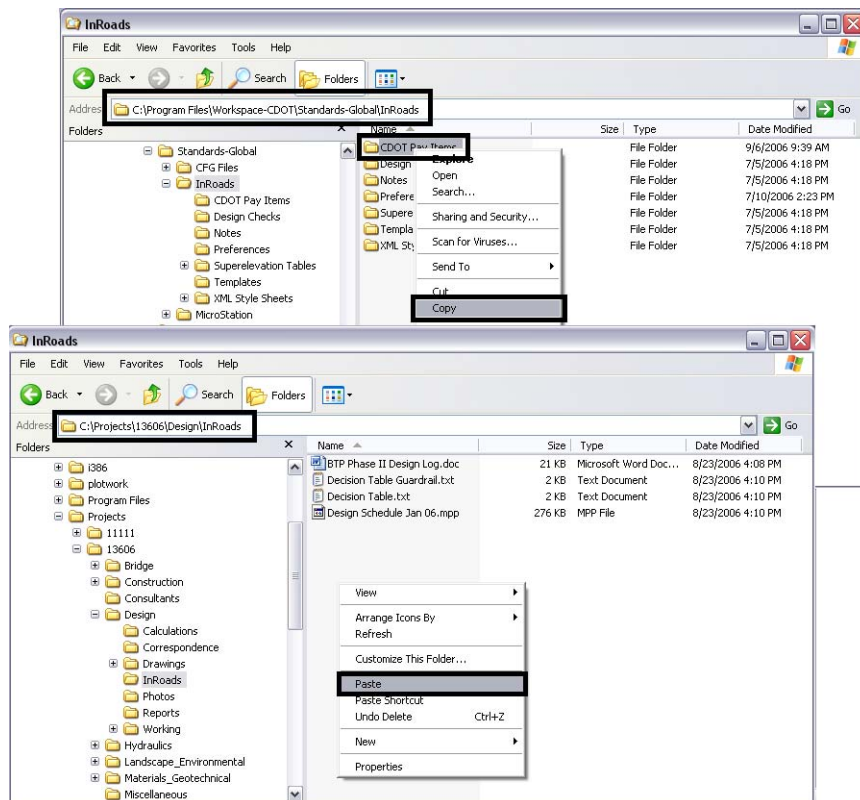 InRoads
File Edit View Favorites Tools Help
Back Search Folders
Address C:\Program Files\Workspace-CDOT\Standards-Global\InRoads Go
Folders × Name Size Type Date Modified
Standards-Global
CFG Files
InRoads
CDOT Pay Items
Design Checks
Notes
Preferences
Superelevation Tables
Templates
XML Style Sheets
MicroStation
CDOT Pay Items File Folder 9/6/2006 9:39 AM
Design File Folder 7/5/2006 4:18 PM
Notes File Folder 7/5/2006 4:18 PM
Prefere File Folder 7/10/2006 2:23 PM
Supere File Folder 7/5/2006 4:18 PM
Templa File Folder 7/5/2006 4:18 PM
XML Sty File Folder 7/5/2006 4:18 PM
Explore
Open
Search...
Sharing and Security...
Scan for Viruses...
Send To
Cut
Copy
InRoads
File Edit View Favorites Tools Help
Back Search Folders
Address C:\Projects\13606\Design\InRoads Go
Folders × Name Size Type Date Modified
i386
plotwork
Program Files
Projects
11111
13606
Bridge
Construction
Consultants
Design
Calculations
Correspondence
Drawings
InRoads
Photos
Reports
Working
Hydraulics
Landscape_Environmental
Materials_Geotechnical
Miscellaneous
BTP Phase II Design Log.doc 21 KB Microsoft Word Doc... 8/23/2006 4:08 PM
Decision Table Guardrail.txt 2 KB Text Document 8/23/2006 4:10 PM
Decision Table.txt 2 KB Text Document 8/23/2006 4:10 PM
Design Schedule Jan 06.mpp 276 KB MPP File 8/23/2006 4:10 PM
View
Arrange Icons By
Refresh
Customize This Folder...
Paste
Paste Shortcut
Undo Delete Ctrl+Z
New
Properties